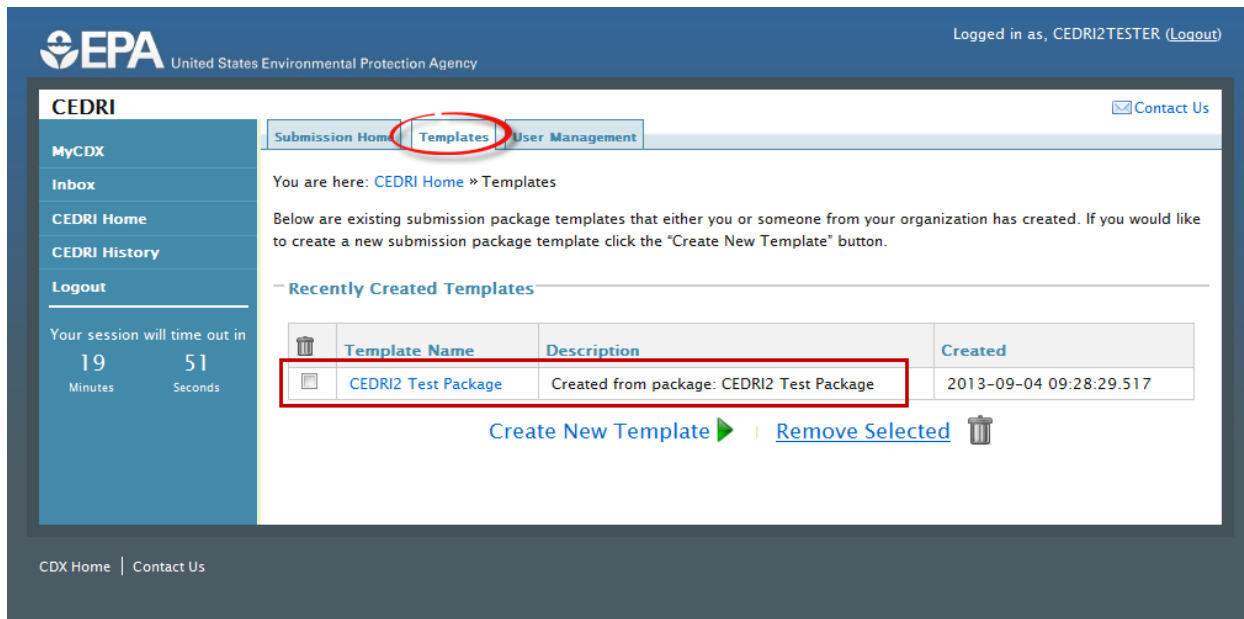 Logged in as, CEDRI2TESTER (Logout)
EPA United States Environmental Protection Agency
CEDRI
Contact Us
Submission Home Templates User Management
MyCDX
Inbox
CEDRI Home
CEDRI History
Logout
Your session will time out in
19 51
Minutes Seconds
You are here: CEDRI Home » Templates
Below are existing submission package templates that either you or someone from your organization has created. If you would like
to create a new submission package template click the “Create New Template” button.
Recently Created Templates
Template Name Description Created
CEDRI2 Test Package Created from package: CEDRI2 Test Package 2013-09-04 09:28:29.517
Create New Template | Remove Selected
CDX Home | Contact Us